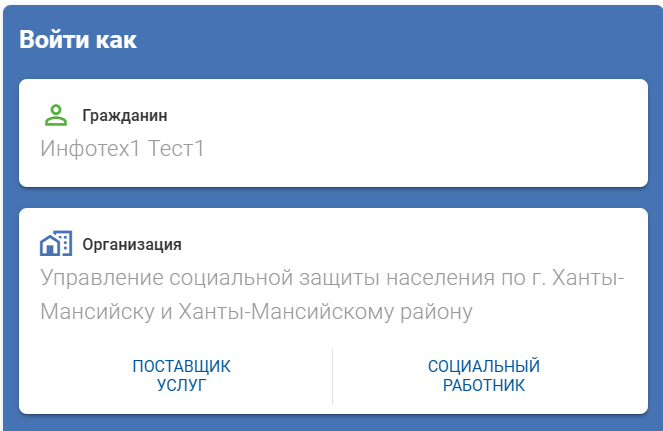 Войти как
Гражданин
Инфотех1 Тест1
Организация
Управление социальной защиты населения по г. Ханты-
Мансийску и Ханты-Мансийскому району
ПОСТАВЩИК
УСЛУГ
СОЦИАЛЬНЫЙ
РАБОТНИК